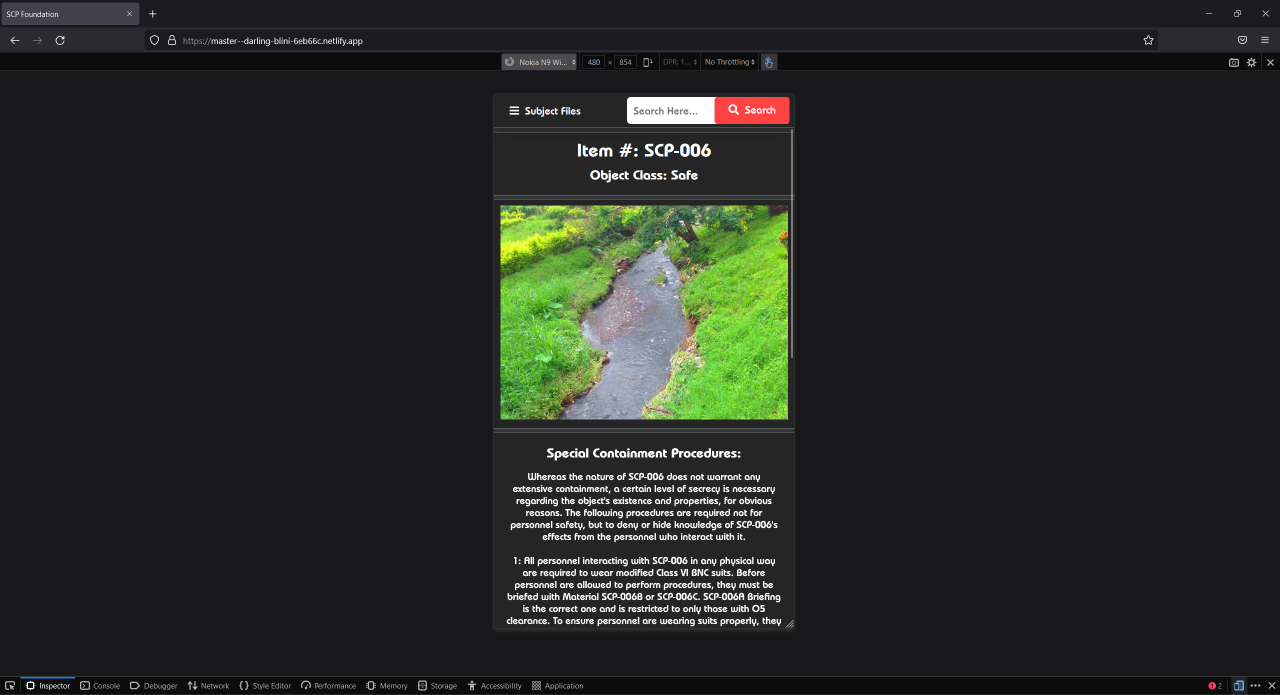 SCP Foundation
https://master--darling-blini-6eb66c.netlify.app
Nokia N9 Wi... 480 × 854 DPR: 1... No Throttling
Subject Files Search Here... Search
Item #: SCP-006
Object Class: Safe
Special Containment Procedures:
Whereas the nature of SCP-006 does not warrant any
extensive containment, a certain level of secrecy is necessary
regarding the object's existence and properties, for obvious
reasons. The following procedures are required not for
personnel safety, but to deny or hide knowledge of SCP-006's
effects from the personnel who interact with it.
1: All personnel interacting with SCP-006 in any physical way
are required to wear modified Class VI BNC suits. Before
personnel are allowed to perform procedures, they must be
briefed with Material SCP-006B or SCP-006C. SCP-006A Briefing
is the correct one and is restricted to only those with O5
clearance. To ensure personnel are wearing suits properly, they
Inspector Console Debugger Network Style Editor Performance Memory Storage Accessibility Application 2